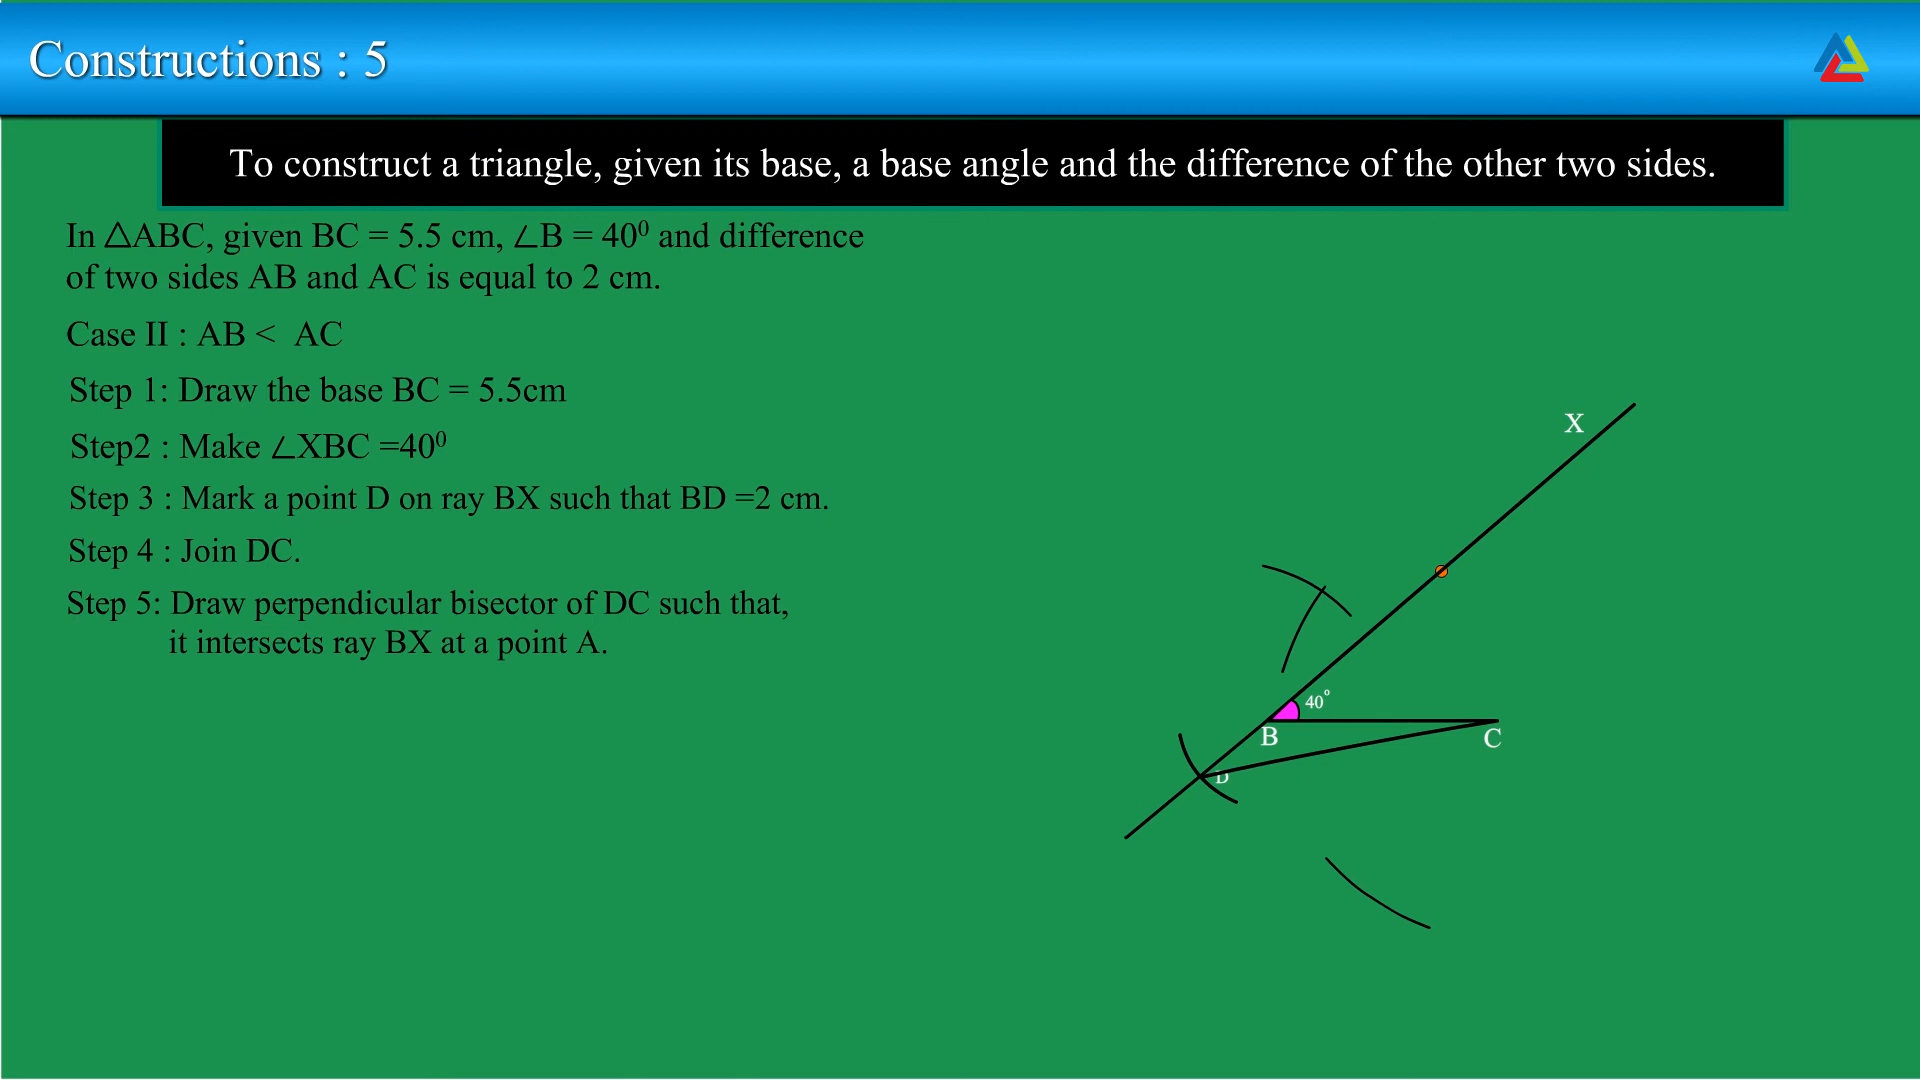 Constructions : 5
To construct a triangle, given its base, a base angle and the difference of the other two sides.
In △ABC, given BC = 5.5 cm, ∠B = 40⁰ and difference
of two sides AB and AC is equal to 2 cm.
Case II : AB < AC
Step 1: Draw the base BC = 5.5cm
Step2 : Make ∠XBC =40⁰
Step 3 : Mark a point D on ray BX such that BD =2 cm.
Step 4 : Join DC.
Step 5: Draw perpendicular bisector of DC such that,
it intersects ray BX at a point A.
X
40°
B
C
D